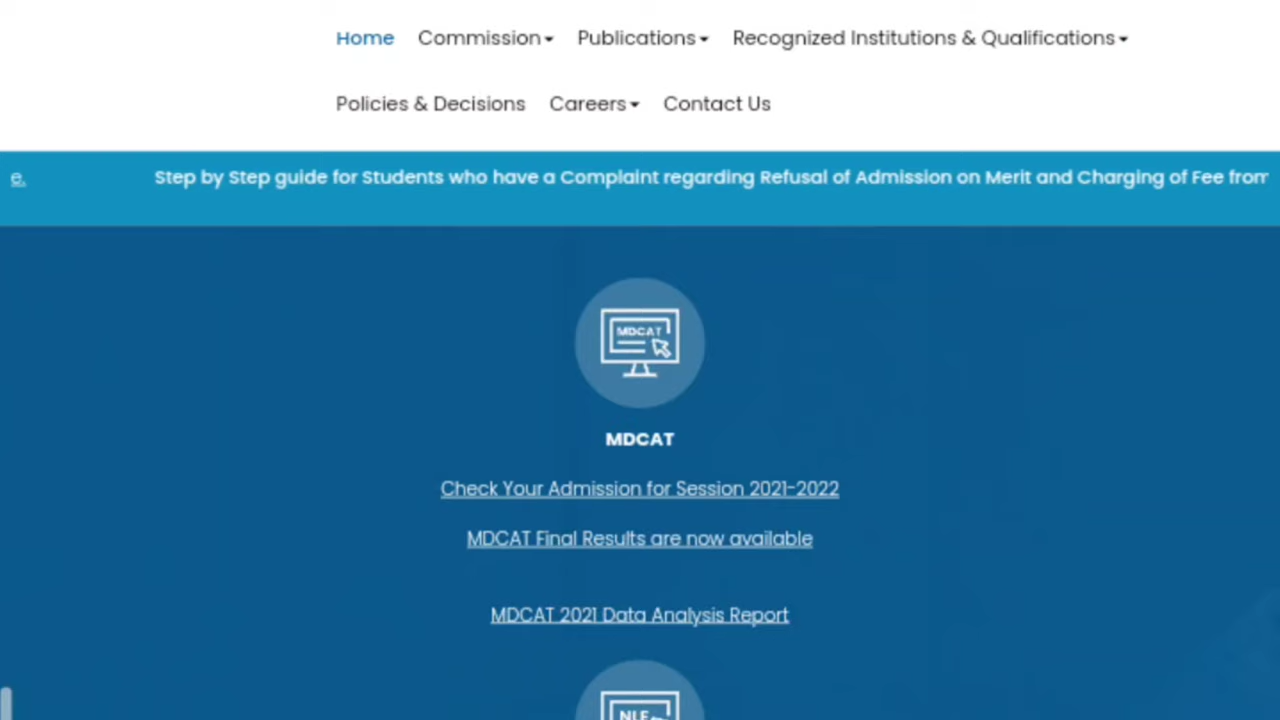 Home Commission Publications Recognized Institutions & Qualifications
Policies & Decisions Careers Contact Us
e. Step by Step guide for Students who have a Complaint regarding Refusal of Admission on Merit and Charging of Fee from
MDCAT
MDCAT
Check Your Admission for Session 2021-2022
MDCAT Final Results are now available
MDCAT 2021 Data Analysis Report
NLE